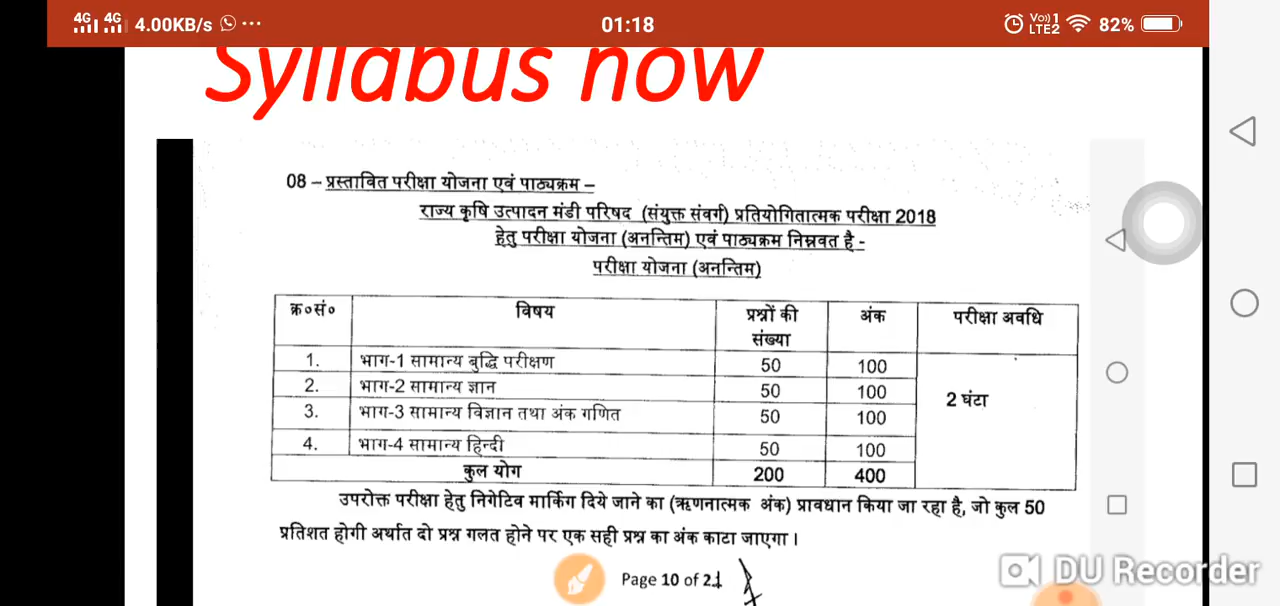 4G 4G 4.00KB/s ... 01:18 Vo)) 1 LTE2 82%
Syllabus now
08 – प्रस्तावित परीक्षा योजना एवं पाठ्यक्रम –
राज्य कृषि उत्पादन मंडी परिषद (संयुक्त संवर्ग) प्रतियोगितात्मक परीक्षा 2018
हेतु परीक्षा योजना (अनन्तिम) एवं पाठ्यक्रम निम्नवत है -
परीक्षा योजना (अनन्तिम)
क्र०सं० विषय प्रश्नों की संख्या अंक परीक्षा अवधि
1. भाग-1 सामान्य बुद्धि परीक्षण 50 100 2 घंटा
2. भाग-2 सामान्य ज्ञान 50 100
3. भाग-3 सामान्य विज्ञान तथा अंक गणित 50 100
4. भाग-4 सामान्य हिन्दी 50 100
कुल योग 200 400
उपरोक्त परीक्षा हेतु निगेटिव मार्किंग दिये जाने का (ऋणनात्मक अंक) प्रावधान किया जा रहा है, जो कुल 50
प्रतिशत होगी अर्थात दो प्रश्न गलत होने पर एक सही प्रश्न का अंक काटा जाएगा ।
Page 10 of 21
DU Recorder